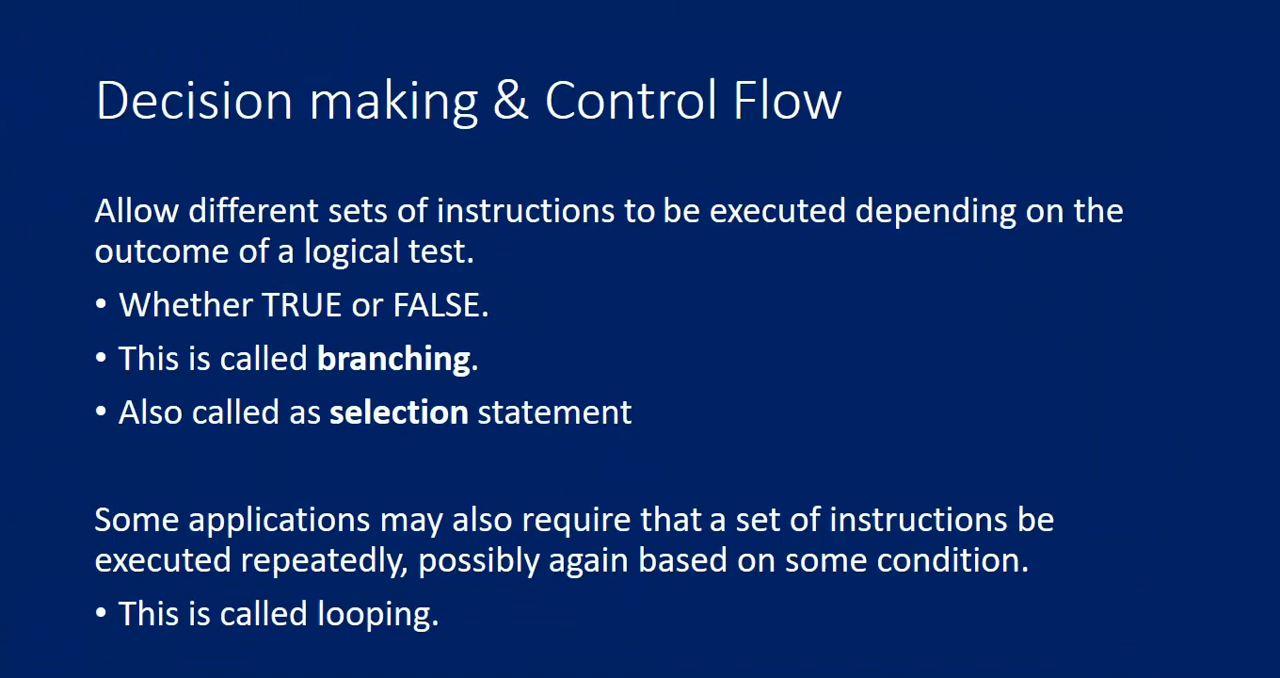 Decision making & Control Flow
Allow different sets of instructions to be executed depending on the
outcome of a logical test.
• Whether TRUE or FALSE.
• This is called branching.
• Also called as selection statement
Some applications may also require that a set of instructions be
executed repeatedly, possibly again based on some condition.
• This is called looping.